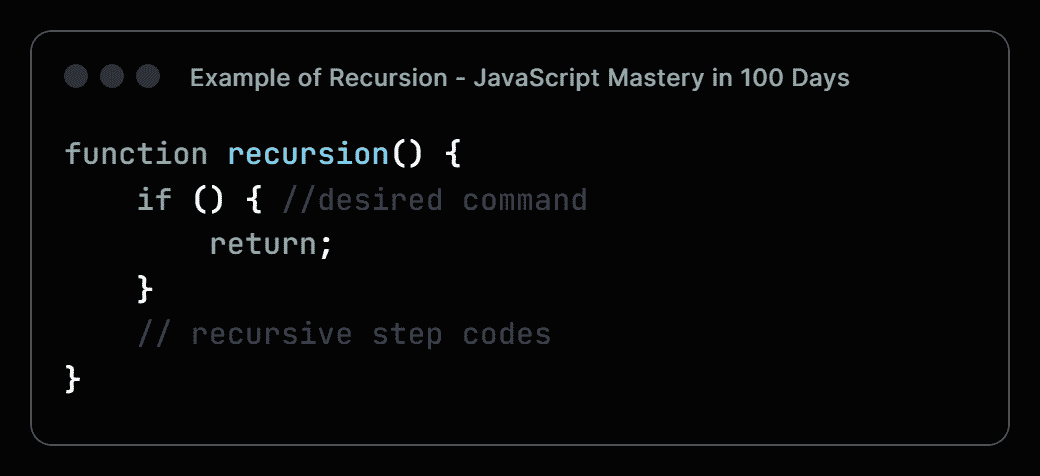 Example of Recursion - JavaScript Mastery in 100 Days
function recursion() {
    if () { //desired command
        return;
    }
    // recursive step codes
}